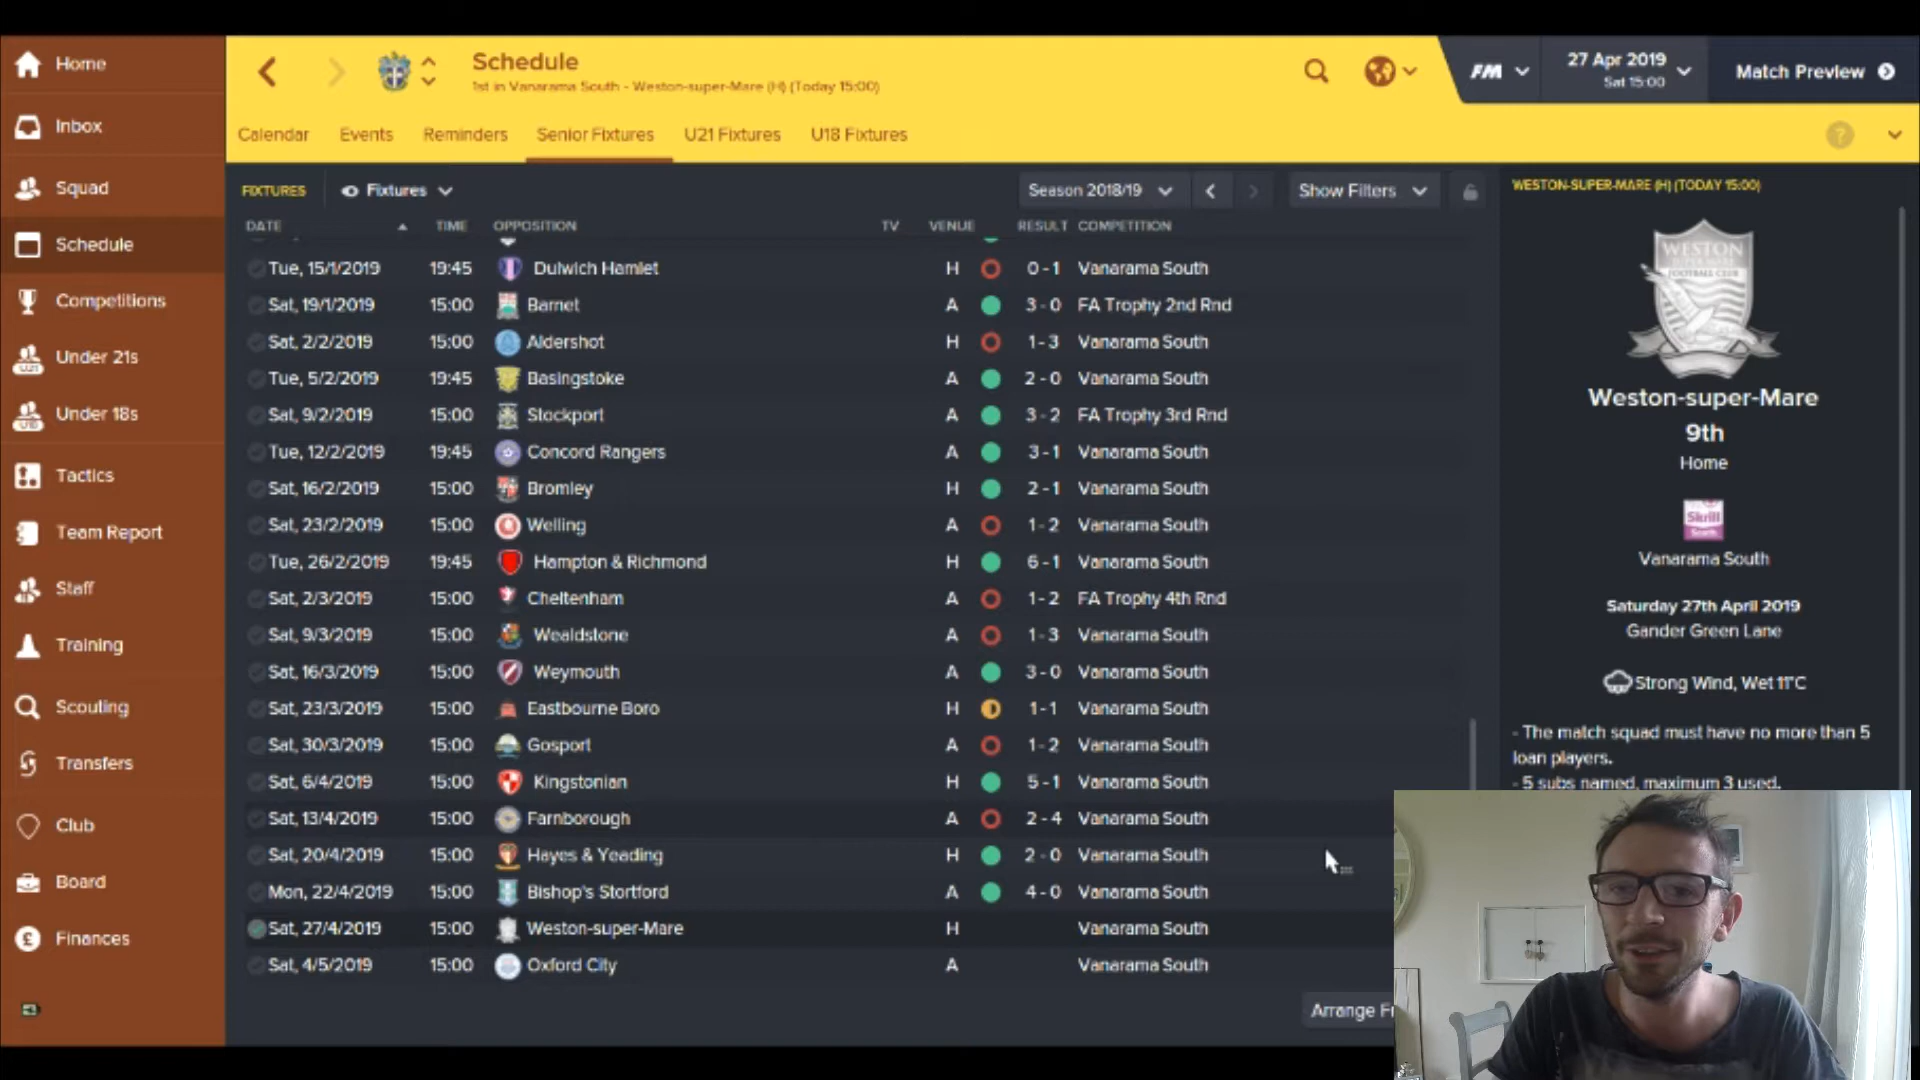 Home
Inbox
Squad
Schedule
Competitions
Under 21s
Under 18s
Tactics
Team Report
Staff
Training
Scouting
Transfers
Club
Board
Finances
Schedule
1st in Vanarama South - Weston-super-Mare (H) (Today 15:00)
FM
27 Apr 2019
Sat 15:00
Match Preview
Calendar Events Reminders Senior Fixtures U21 Fixtures U18 Fixtures
?
FIXTURES Fixtures Season 2018/19 Show Filters
DATE TIME OPPOSITION TV VENUE RESULT COMPETITION
Tue, 15/1/2019 19:45 Dulwich Hamlet H 0 - 1 Vanarama South
Sat, 19/1/2019 15:00 Barnet A 3 - 0 FA Trophy 2nd Rnd
Sat, 2/2/2019 15:00 Aldershot H 1 - 3 Vanarama South
Tue, 5/2/2019 19:45 Basingstoke A 2 - 0 Vanarama South
Sat, 9/2/2019 15:00 Stockport A 3 - 2 FA Trophy 3rd Rnd
Tue, 12/2/2019 19:45 Concord Rangers A 3 - 1 Vanarama South
Sat, 16/2/2019 15:00 Bromley H 2 - 1 Vanarama South
Sat, 23/2/2019 15:00 Welling A 1 - 2 Vanarama South
Tue, 26/2/2019 19:45 Hampton & Richmond H 6 - 1 Vanarama South
Sat, 2/3/2019 15:00 Cheltenham A 1 - 2 FA Trophy 4th Rnd
Sat, 9/3/2019 15:00 Wealdstone A 1 - 3 Vanarama South
Sat, 16/3/2019 15:00 Weymouth A 3 - 0 Vanarama South
Sat, 23/3/2019 15:00 Eastbourne Boro H 1 - 1 Vanarama South
Sat, 30/3/2019 15:00 Gosport A 1 - 2 Vanarama South
Sat, 6/4/2019 15:00 Kingstonian H 5 - 1 Vanarama South
Sat, 13/4/2019 15:00 Farnborough A 2 - 4 Vanarama South
Sat, 20/4/2019 15:00 Hayes & Yeading H 2 - 0 Vanarama South
Mon, 22/4/2019 15:00 Bishop's Stortford A 4 - 0 Vanarama South
Sat, 27/4/2019 15:00 Weston-super-Mare H Vanarama South
Sat, 4/5/2019 15:00 Oxford City A Vanarama South
Arrange
WESTON-SUPER-MARE (H) (TODAY 15:00)
WESTON
FOOTBALL CLUB
Weston-super-Mare
9th
Home
Skrill
South
Vanarama South
Saturday 27th April 2019
Gander Green Lane
Strong Wind, Wet 11°C
- The match squad must have no more than 5
loan players.
- 5 subs named, maximum 3 used.